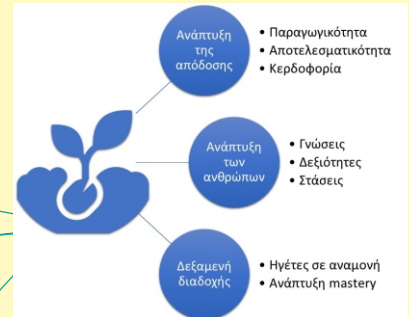 Ανάπτυξη
της
απόδοσης
• Παραγωγικότητα
• Αποτελεσματικότητα
• Κερδοφορία
Ανάπτυξη
των
ανθρώπων
• Γνώσεις
• Δεξιότητες
• Στάσεις
Δεξαμενή
διαδοχής
• Ηγέτες σε αναμονή
• Ανάπτυξη mastery